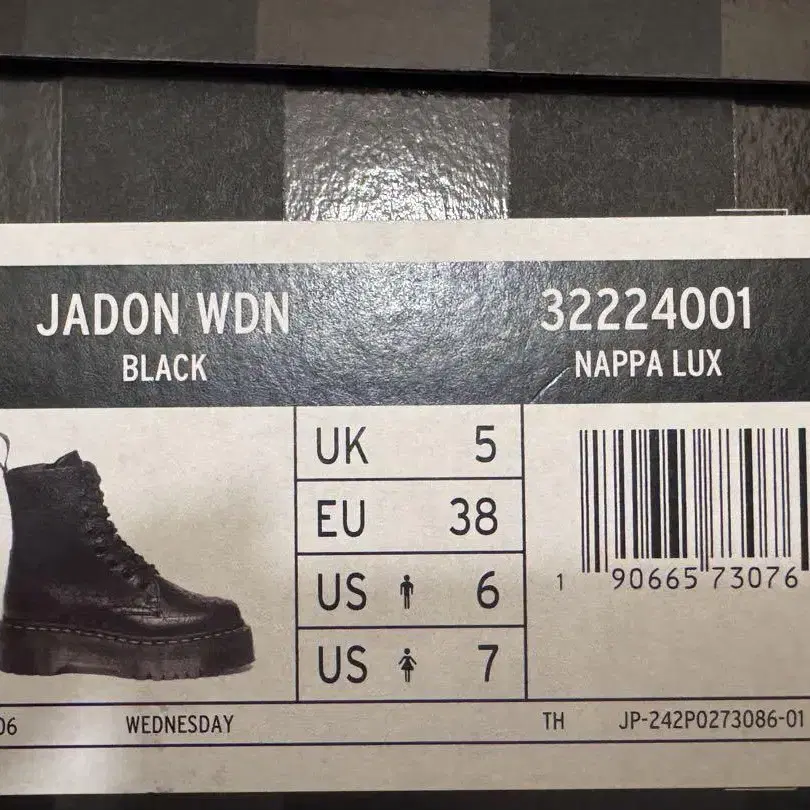 JADON WDN
BLACK
32224001
NAPPA LUX
UK 5
EU 38
US 6
US 7
1 90665 73076
06 WEDNESDAY TH JP-242P0273086-01